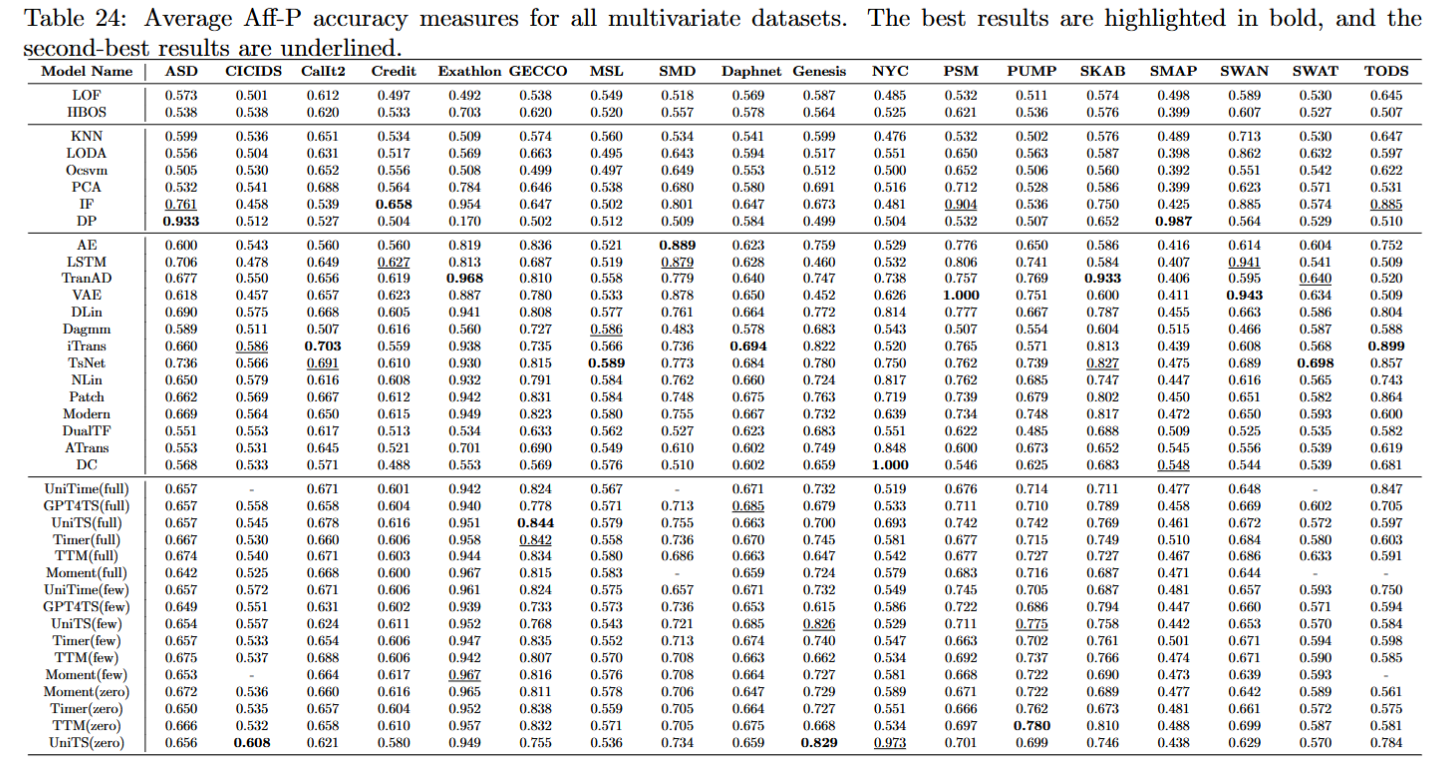 Table 24: Average Aff-P accuracy measures for all multivariate datasets. The best results are highlighted in bold, and the
second-best results are underlined.
Model Name ASD CICIDS CalIt2 Credit Exathlon GECCO MSL SMD Daphnet Genesis NYC PSM PUMP SKAB SMAP SWAN SWAT TODS
LOF 0.573 0.501 0.612 0.497 0.492 0.538 0.549 0.518 0.569 0.587 0.485 0.532 0.511 0.574 0.498 0.589 0.530 0.645
HBOS 0.538 0.538 0.620 0.533 0.703 0.620 0.520 0.557 0.578 0.564 0.525 0.621 0.536 0.576 0.399 0.607 0.527 0.507
KNN 0.599 0.536 0.651 0.534 0.509 0.574 0.560 0.534 0.541 0.599 0.476 0.532 0.502 0.576 0.489 0.713 0.530 0.647
LODA 0.556 0.504 0.631 0.517 0.569 0.663 0.495 0.643 0.594 0.517 0.551 0.650 0.563 0.587 0.398 0.862 0.632 0.597
Ocsvm 0.505 0.530 0.652 0.556 0.508 0.499 0.497 0.649 0.553 0.512 0.500 0.652 0.506 0.560 0.392 0.551 0.542 0.622
PCA 0.532 0.541 0.688 0.564 0.784 0.646 0.538 0.680 0.580 0.691 0.516 0.712 0.528 0.586 0.399 0.623 0.571 0.531
IF 0.761 0.458 0.539 0.658 0.954 0.647 0.502 0.801 0.647 0.673 0.481 0.904 0.536 0.750 0.425 0.885 0.574 0.885
DP 0.933 0.512 0.527 0.504 0.170 0.502 0.512 0.509 0.584 0.499 0.504 0.532 0.507 0.652 0.987 0.564 0.529 0.510
AE 0.600 0.543 0.560 0.560 0.819 0.836 0.521 0.889 0.623 0.759 0.529 0.776 0.650 0.586 0.416 0.614 0.604 0.752
LSTM 0.706 0.478 0.649 0.627 0.813 0.687 0.519 0.879 0.628 0.460 0.532 0.806 0.741 0.584 0.407 0.941 0.541 0.509
TranAD 0.677 0.550 0.656 0.619 0.968 0.810 0.558 0.779 0.640 0.747 0.738 0.757 0.769 0.933 0.406 0.595 0.640 0.520
VAE 0.618 0.457 0.657 0.623 0.887 0.780 0.533 0.878 0.650 0.452 0.626 1.000 0.751 0.600 0.411 0.943 0.634 0.509
DLin 0.690 0.575 0.668 0.605 0.941 0.808 0.577 0.761 0.664 0.772 0.814 0.777 0.667 0.787 0.455 0.663 0.586 0.804
Dagmm 0.589 0.511 0.507 0.616 0.560 0.727 0.586 0.483 0.578 0.683 0.543 0.507 0.554 0.604 0.515 0.466 0.587 0.588
iTrans 0.660 0.586 0.703 0.559 0.938 0.735 0.566 0.736 0.694 0.822 0.520 0.765 0.571 0.813 0.439 0.608 0.568 0.899
TsNet 0.736 0.566 0.691 0.610 0.930 0.815 0.589 0.773 0.684 0.780 0.750 0.762 0.739 0.827 0.475 0.689 0.698 0.857
NLin 0.650 0.579 0.616 0.608 0.932 0.791 0.584 0.762 0.660 0.724 0.817 0.762 0.685 0.747 0.447 0.616 0.565 0.743
Patch 0.662 0.569 0.667 0.612 0.942 0.831 0.584 0.748 0.675 0.763 0.719 0.739 0.679 0.802 0.450 0.651 0.582 0.864
Modern 0.669 0.564 0.650 0.615 0.949 0.823 0.580 0.755 0.667 0.732 0.639 0.734 0.748 0.817 0.472 0.650 0.593 0.600
DualTF 0.551 0.553 0.617 0.513 0.534 0.633 0.562 0.527 0.623 0.683 0.551 0.622 0.485 0.688 0.509 0.525 0.535 0.582
ATrans 0.553 0.531 0.645 0.521 0.701 0.690 0.549 0.610 0.602 0.749 0.848 0.600 0.673 0.652 0.545 0.556 0.539 0.619
DC 0.568 0.533 0.571 0.488 0.553 0.569 0.576 0.510 0.602 0.659 1.000 0.546 0.625 0.683 0.548 0.544 0.539 0.681
UniTime(full) 0.657 - 0.671 0.601 0.942 0.824 0.567 - 0.671 0.732 0.519 0.676 0.714 0.711 0.477 0.648 - 0.847
GPT4TS(full) 0.657 0.558 0.658 0.604 0.940 0.778 0.571 0.713 0.685 0.679 0.533 0.711 0.710 0.789 0.458 0.669 0.602 0.705
UniTS(full) 0.657 0.545 0.678 0.616 0.951 0.844 0.579 0.755 0.663 0.700 0.693 0.742 0.742 0.769 0.461 0.672 0.572 0.597
Timer(full) 0.667 0.530 0.660 0.606 0.958 0.842 0.558 0.736 0.670 0.745 0.581 0.677 0.715 0.749 0.510 0.684 0.580 0.603
TTM(full) 0.674 0.540 0.671 0.603 0.944 0.834 0.580 0.686 0.663 0.647 0.542 0.677 0.727 0.727 0.467 0.686 0.633 0.591
Moment(full) 0.642 0.525 0.668 0.600 0.967 0.815 0.583 - 0.659 0.724 0.579 0.683 0.716 0.687 0.471 0.644 - -
UniTime(few) 0.657 0.572 0.671 0.606 0.961 0.824 0.575 0.657 0.671 0.732 0.549 0.745 0.705 0.687 0.481 0.657 0.593 0.750
GPT4TS(few) 0.649 0.551 0.631 0.602 0.939 0.733 0.573 0.736 0.653 0.615 0.586 0.722 0.686 0.794 0.447 0.660 0.571 0.594
UniTS(few) 0.654 0.557 0.624 0.611 0.952 0.768 0.543 0.721 0.685 0.826 0.529 0.711 0.775 0.758 0.442 0.653 0.570 0.584
Timer(few) 0.657 0.533 0.654 0.606 0.947 0.835 0.552 0.713 0.674 0.740 0.547 0.663 0.702 0.761 0.501 0.671 0.594 0.598
TTM(few) 0.675 0.537 0.688 0.606 0.942 0.807 0.570 0.708 0.663 0.662 0.534 0.692 0.737 0.766 0.474 0.671 0.590 0.585
Moment(few) 0.653 - 0.664 0.617 0.967 0.816 0.576 0.708 0.664 0.727 0.581 0.668 0.722 0.690 0.473 0.639 0.593 -
Moment(zero) 0.672 0.536 0.660 0.616 0.965 0.811 0.578 0.706 0.647 0.729 0.589 0.671 0.722 0.689 0.477 0.642 0.589 0.561
Timer(zero) 0.650 0.535 0.657 0.604 0.952 0.838 0.559 0.705 0.664 0.727 0.551 0.666 0.762 0.673 0.481 0.661 0.572 0.575
TTM(zero) 0.666 0.532 0.658 0.610 0.957 0.832 0.571 0.705 0.675 0.668 0.534 0.697 0.780 0.810 0.488 0.699 0.587 0.581
UniTS(zero) 0.656 0.608 0.621 0.580 0.949 0.755 0.536 0.734 0.659 0.829 0.973 0.701 0.699 0.746 0.438 0.629 0.570 0.784